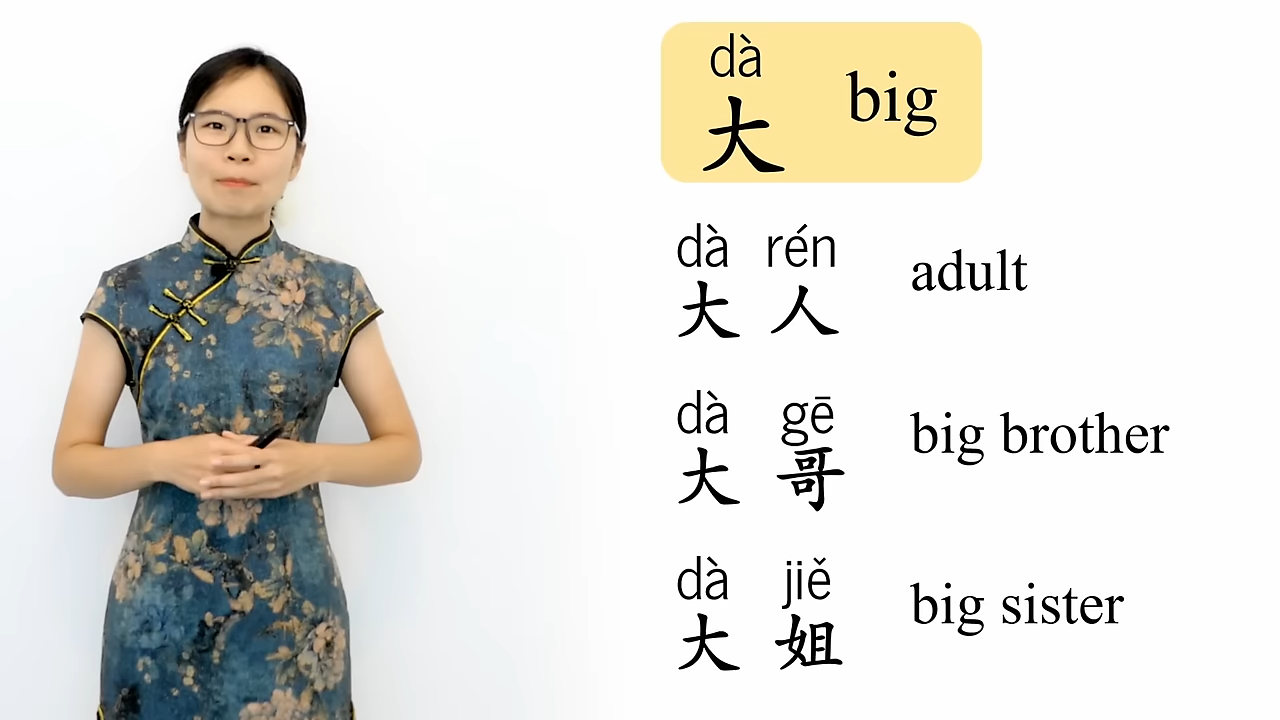 dà
大 big
dà rén
大 人 adult
dà gē
大 哥 big brother
dà jiě
大 姐 big sister